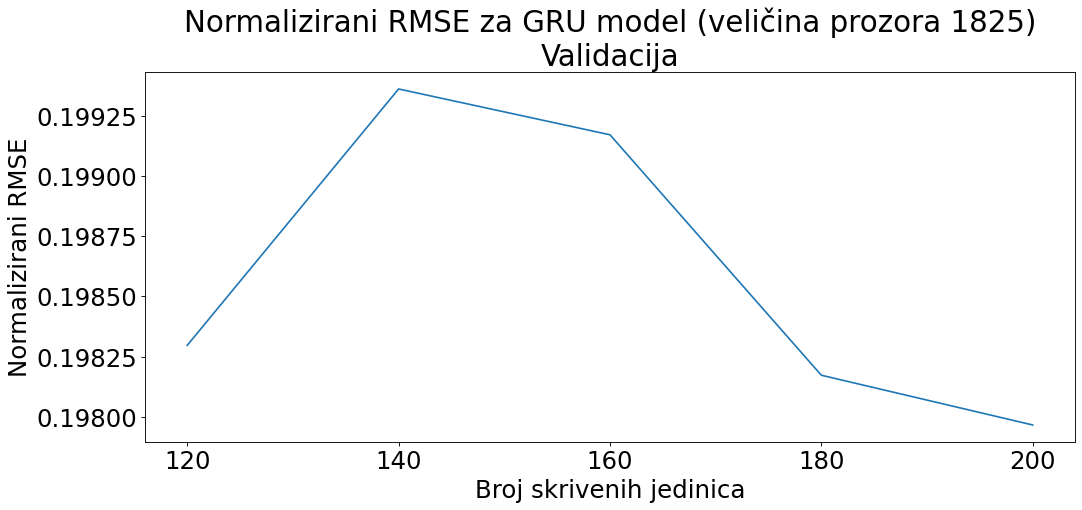 Normalizirani RMSE za GRU model (veličina prozora 1825)
Validacija
Normalizirani RMSE
0.19925
0.19900
0.19875
0.19850
0.19825
0.19800
120 140 160 180 200
Broj skrivenih jedinica